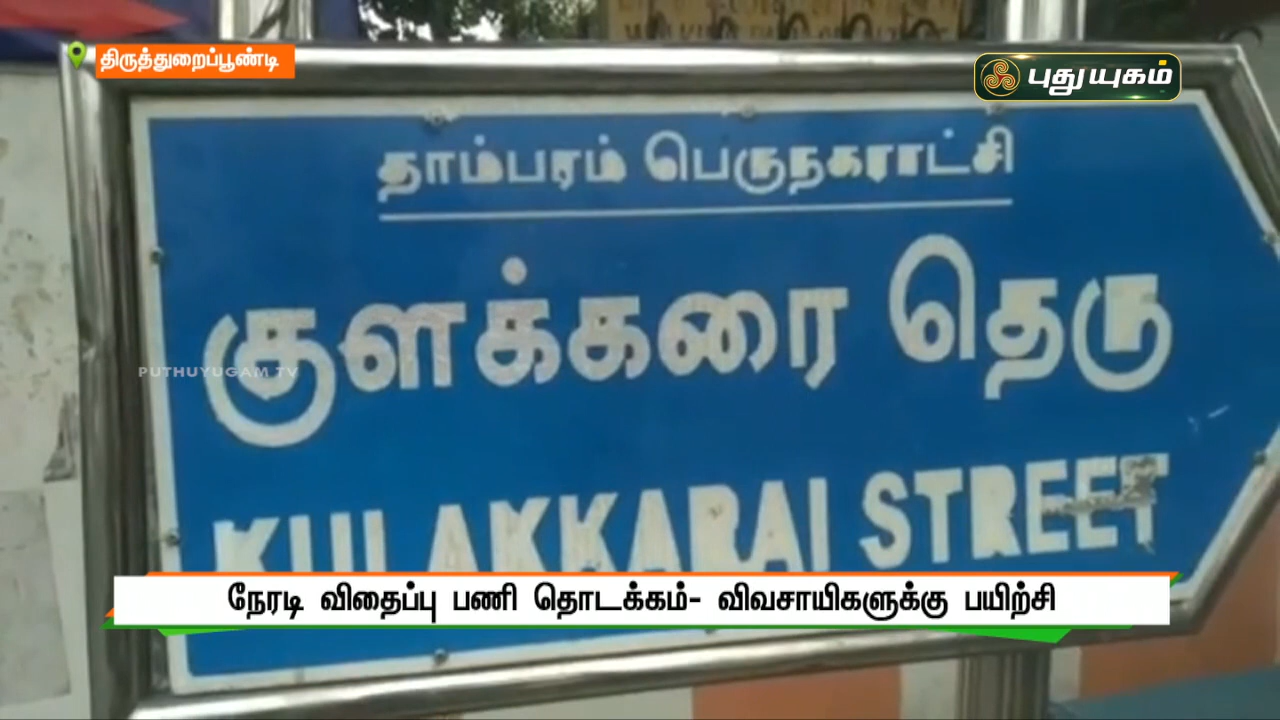 திருத்துறைப்பூண்டி
புதுயுகம்
தாம்பரம் பெருநகராட்சி
குளக்கரை தெரு
PUTHUYUGAM TV
KULAKKARAI STREET
நேரடி விதைப்பு பணி தொடக்கம்- விவசாயிகளுக்கு பயிற்சி